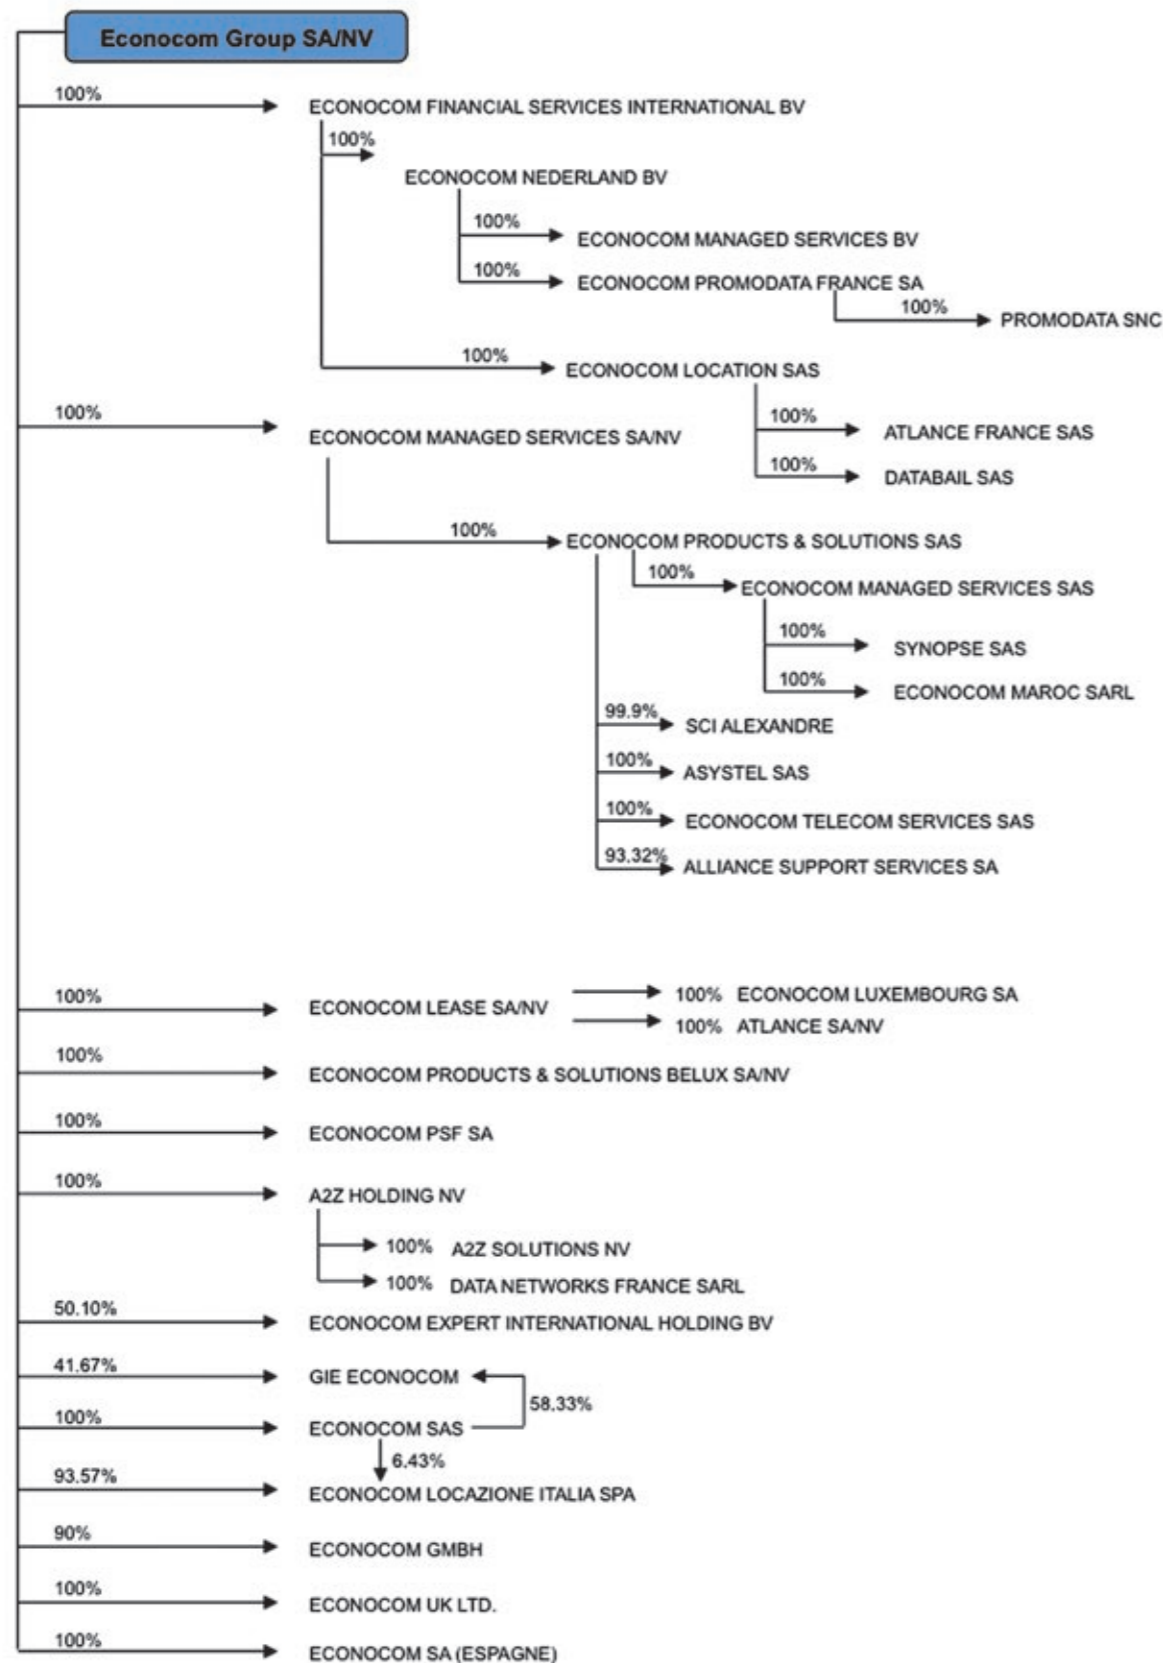 Econocom Group SA/NV
100%
ECONOCOM FINANCIAL SERVICES INTERNATIONAL BV
100%
ECONOCOM NEDERLAND BV
100%
ECONOCOM MANAGED SERVICES BV
100%
ECONOCOM PROMODATA FRANCE SA
100%
PROMODATA SNC
100%
ECONOCOM LOCATION SAS
100%
ATLANCE FRANCE SAS
100%
DATABAIL SAS
100%
ECONOCOM MANAGED SERVICES SA/NV
100%
ECONOCOM PRODUCTS & SOLUTIONS SAS
100%
ECONOCOM MANAGED SERVICES SAS
100%
SYNOPSE SAS
100%
ECONOCOM MAROC SARL
99.9%
SCI ALEXANDRE
100%
ASYSTEL SAS
100%
ECONOCOM TELECOM SERVICES SAS
93.32%
ALLIANCE SUPPORT SERVICES SA
100%
ECONOCOM LEASE SA/NV
100% ECONOCOM LUXEMBOURG SA
100% ATLANCE SA/NV
100%
ECONOCOM PRODUCTS & SOLUTIONS BELUX SA/NV
100%
ECONOCOM PSF SA
100%
A2Z HOLDING NV
100% A2Z SOLUTIONS NV
100% DATA NETWORKS FRANCE SARL
50.10%
ECONOCOM EXPERT INTERNATIONAL HOLDING BV
41.67%
GIE ECONOCOM
58.33%
100%
ECONOCOM SAS
6.43%
93.57%
ECONOCOM LOCAZIONE ITALIA SPA
90%
ECONOCOM GMBH
100%
ECONOCOM UK LTD.
100%
ECONOCOM SA (ESPAGNE)